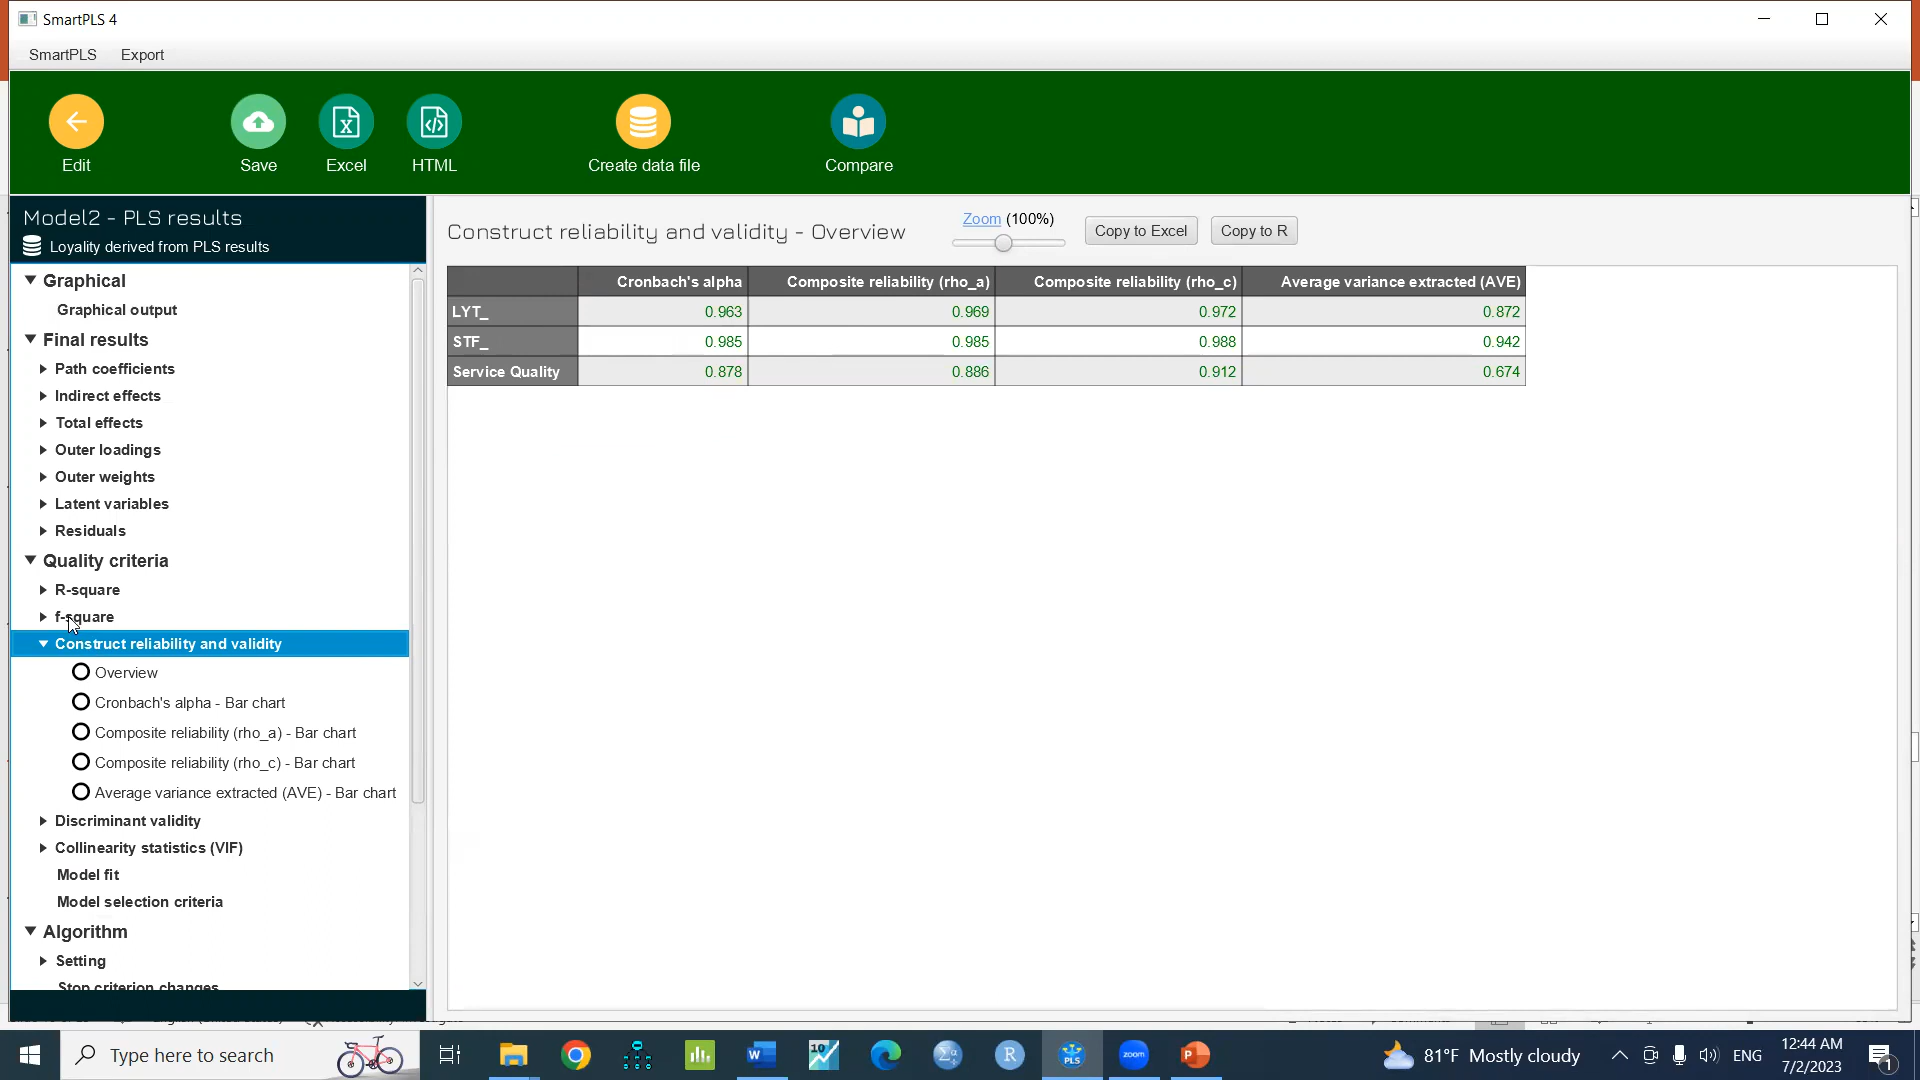 SmartPLS 4
SmartPLS Export
Edit Save Excel HTML Create data file Compare
Model2 - PLS results
Loyality derived from PLS results
Graphical
Graphical output
Final results
Path coefficients
Indirect effects
Total effects
Outer loadings
Outer weights
Latent variables
Residuals
Quality criteria
R-square
f-square
Construct reliability and validity
Overview
Cronbach's alpha - Bar chart
Composite reliability (rho_a) - Bar chart
Composite reliability (rho_c) - Bar chart
Average variance extracted (AVE) - Bar chart
Discriminant validity
Collinearity statistics (VIF)
Model fit
Model selection criteria
Algorithm
Setting
Stop criterion changes
Construct reliability and validity - Overview
Zoom (100%)
Copy to Excel Copy to R
Cronbach's alpha Composite reliability (rho_a) Composite reliability (rho_c) Average variance extracted (AVE)
LYT_ 0.963 0.969 0.972 0.872
STF_ 0.985 0.985 0.988 0.942
Service Quality 0.878 0.886 0.912 0.674
Type here to search
10
W
Σα
R
PLS
zoom
P
81°F Mostly cloudy
ENG
12:44 AM
7/2/2023
1